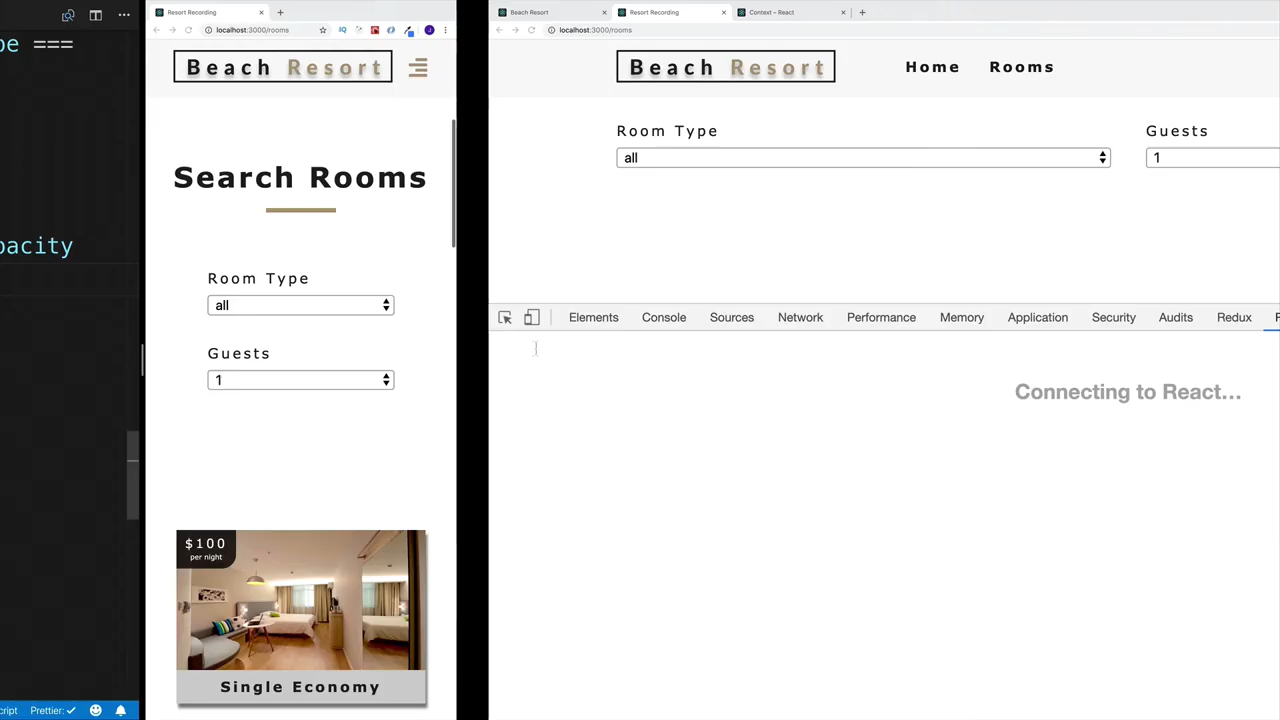 pe ===
pacity
cript Prettier: ✓
Resort Recording
localhost:3000/rooms
Beach Resort
Search Rooms
Room Type
all
Guests
1
$100
per night
Single Economy
Beach Resort
Resort Recording
Context – React
localhost:3000/rooms
Beach Resort
Home
Rooms
Room Type
all
Guests
1
Elements Console Sources Network Performance Memory Application Security Audits Redux
Connecting to React...